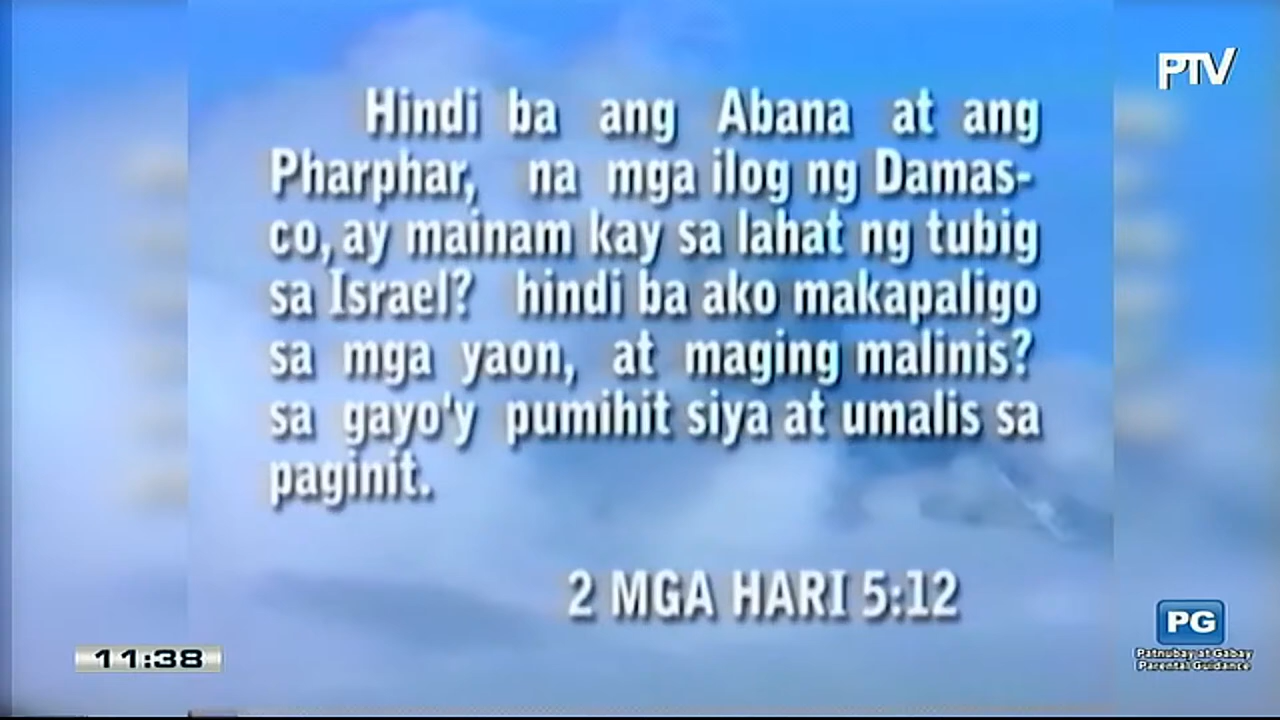 PTV
Hindi ba ang Abana at ang
Pharphar, na mga ilog ng Damas-
co, ay mainam kay sa lahat ng tubig
sa Israel? hindi ba ako makapaligo
sa mga yaon, at maging malinis?
sa gayo'y pumihit siya at umalis sa
paginit.
2 MGA HARI 5:12
11:38
PG
Patnubay at Gabay
Parental Guidance